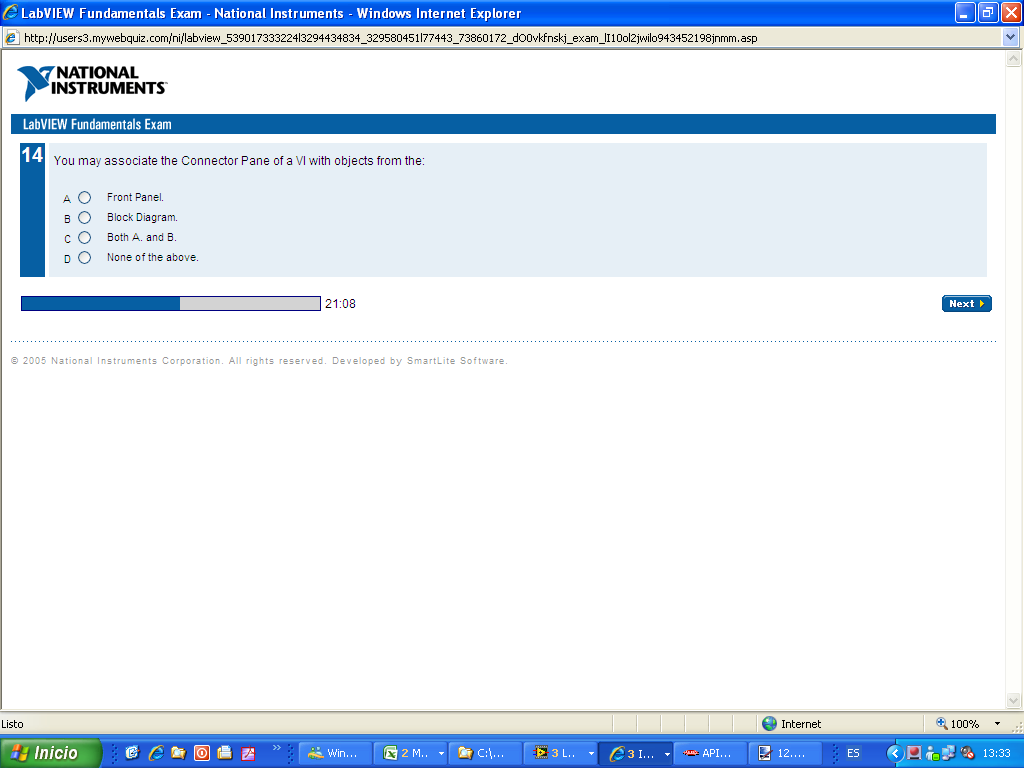 LabVIEW Fundamentals Exam - National Instruments - Windows Internet Explorer
http://users3.mywebquiz.com/ni/labview_539017333224l3294434834_329580451l77443_73860172_dO0vkfnskj_exam_lI10ol2jwilo943452198jnmm.asp
NATIONAL
INSTRUMENTS
LabVIEW Fundamentals Exam
14 You may associate the Connector Pane of a VI with objects from the:
A Front Panel.
B Block Diagram.
C Both A. and B.
D None of the above.
21:08
Next
© 2005 National Instruments Corporation. All rights reserved. Developed by SmartLite Software.
Listo Internet 100%
Inicio Win... 2 M... C:\... 3 L... 3 I... API... 12.... ES 13:33